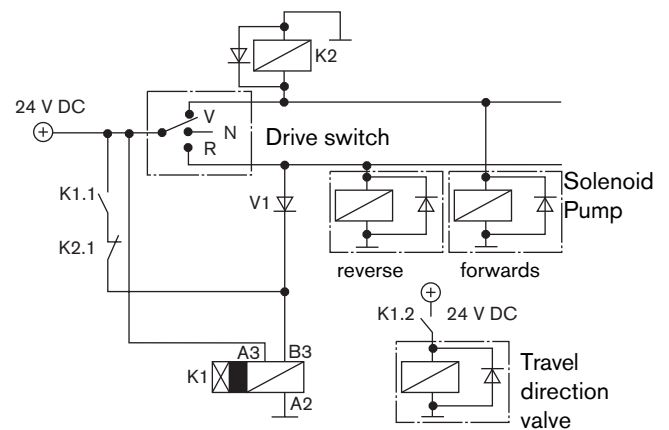 K2
24 V DC
V
N
R
Drive switch
K1.1
V1
K2.1
Solenoid
Pump
reverse
forwards
K1.2
24 V DC
A3
B3
K1
A2
Travel
direction
valve